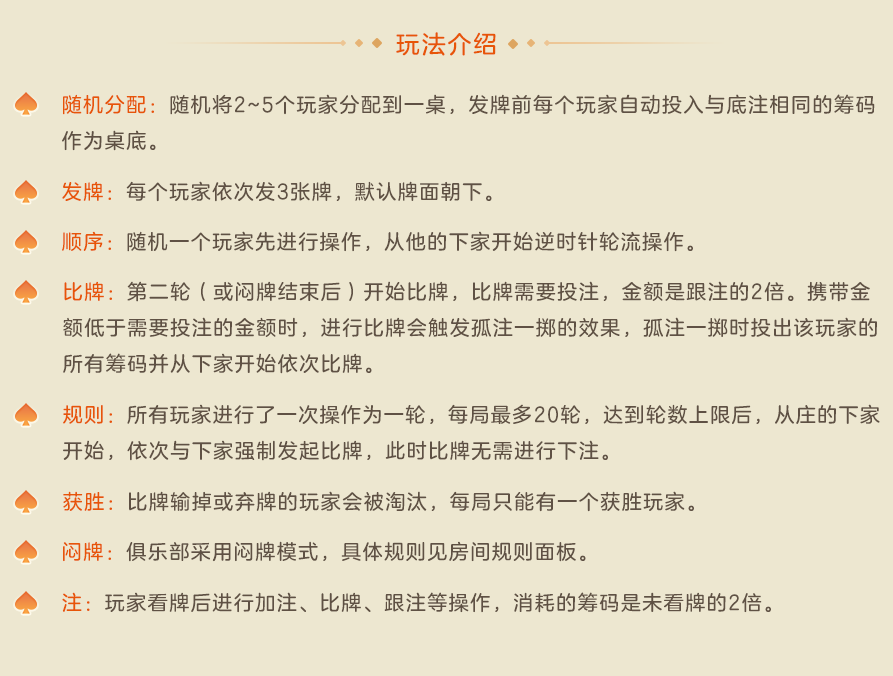 玩法介绍
随机分配：随机将2~5个玩家分配到一桌，发牌前每个玩家自动投入与底注相同的筹码
作为桌底。
发牌：每个玩家依次发3张牌，默认牌面朝下。
顺序：随机一个玩家先进行操作，从他的下家开始逆时针轮流操作。
比牌：第二轮（或闷牌结束后）开始比牌，比牌需要投注，金额是跟注的2倍。携带金
额低于需要投注的金额时，进行比牌会触发孤注一掷的效果，孤注一掷时投出该玩家的
所有筹码并从下家开始依次比牌。
规则：所有玩家进行了一次操作为一轮，每局最多20轮，达到轮数上限后，从庄的下家
开始，依次与下家强制发起比牌，此时比牌无需进行下注。
获胜：比牌输掉或弃牌的玩家会被淘汰，每局只能有一个获胜玩家。
闷牌：俱乐部采用闷牌模式，具体规则见房间规则面板。
注：玩家看牌后进行加注、比牌、跟注等操作，消耗的筹码是未看牌的2倍。